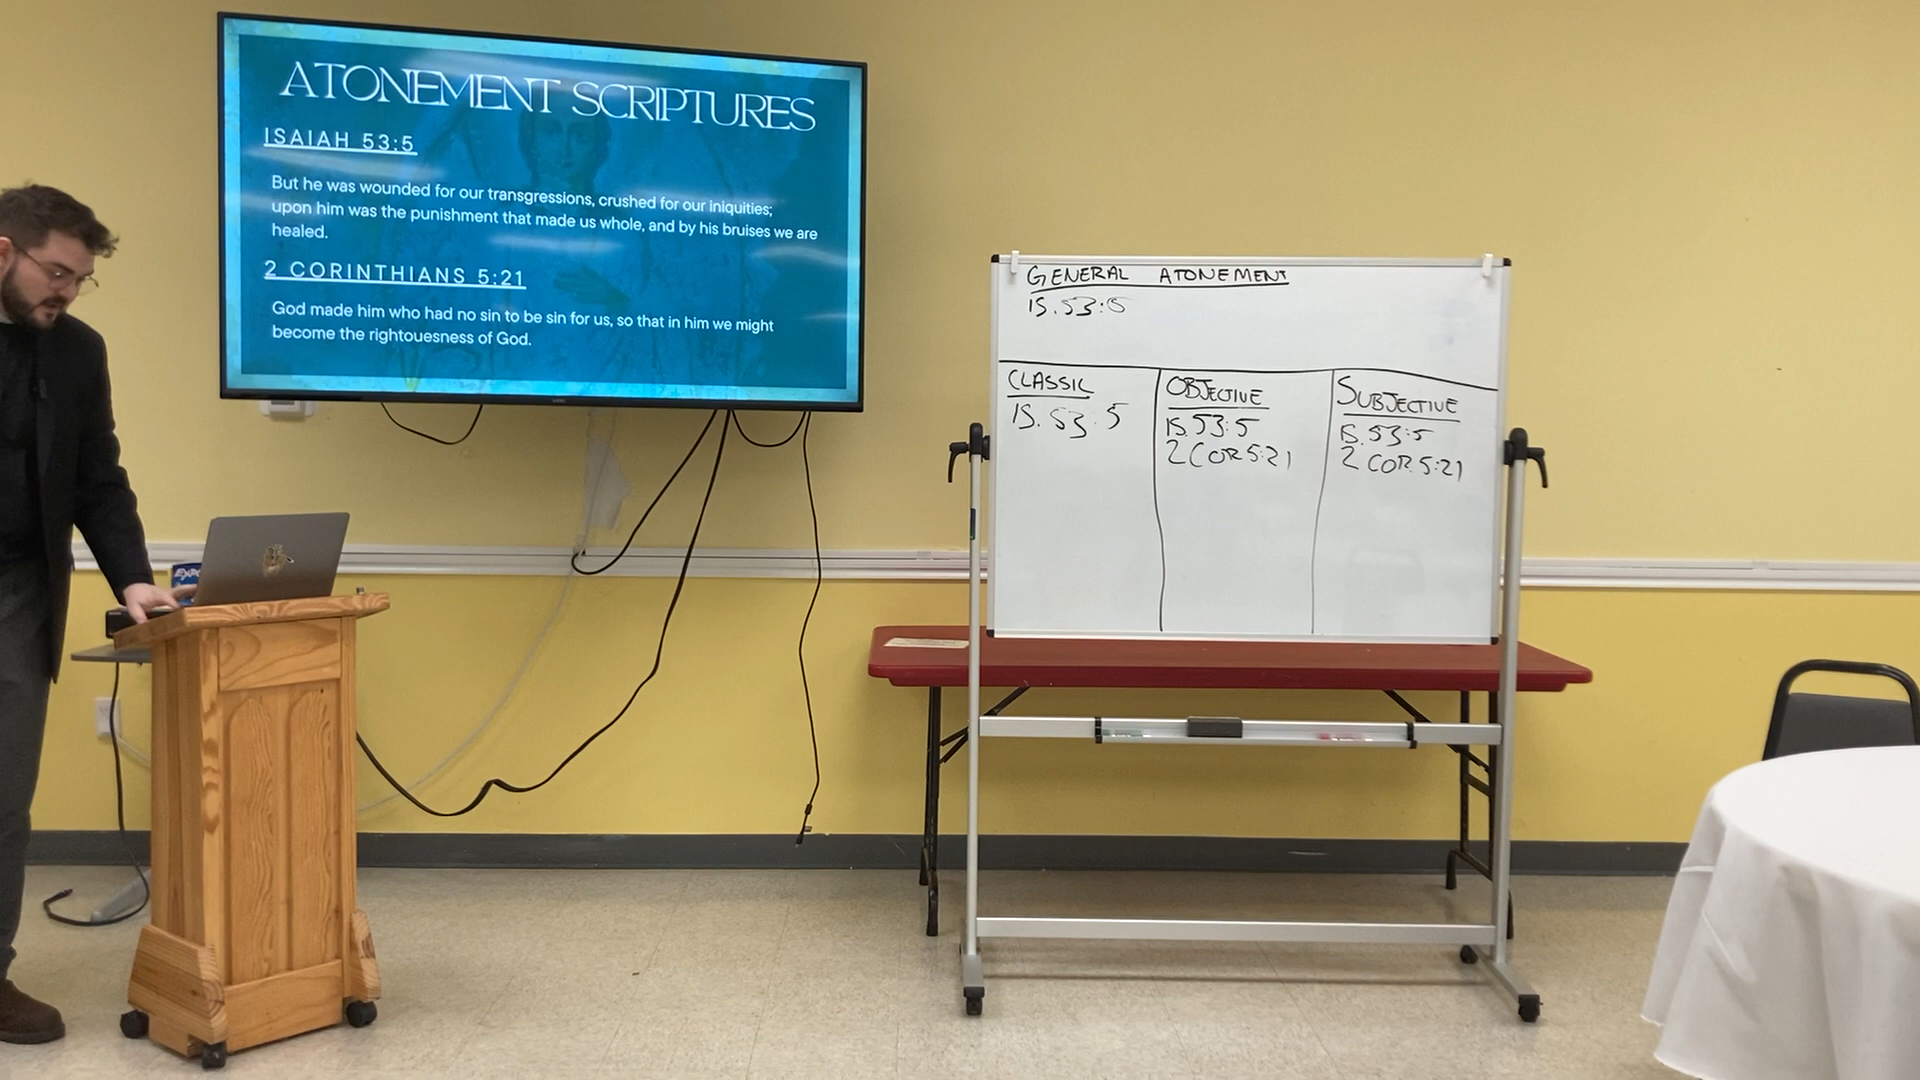 ATONEMENT SCRIPTURES
ISAIAH 53:5
But he was wounded for our transgressions, crushed for our iniquities;
upon him was the punishment that made us whole, and by his bruises we are
healed.
2 CORINTHIANS 5:21
God made him who had no sin to be sin for us, so that in him we might
become the rightouesness of God.
GENERAL ATONEMENT
IS. 53:5
CLASSIC
IS. 53:5
OBJECTIVE
IS. 53:5
2 COR 5:21
SUBJECTIVE
IS. 53:5
2 COR. 5:21
EXPO